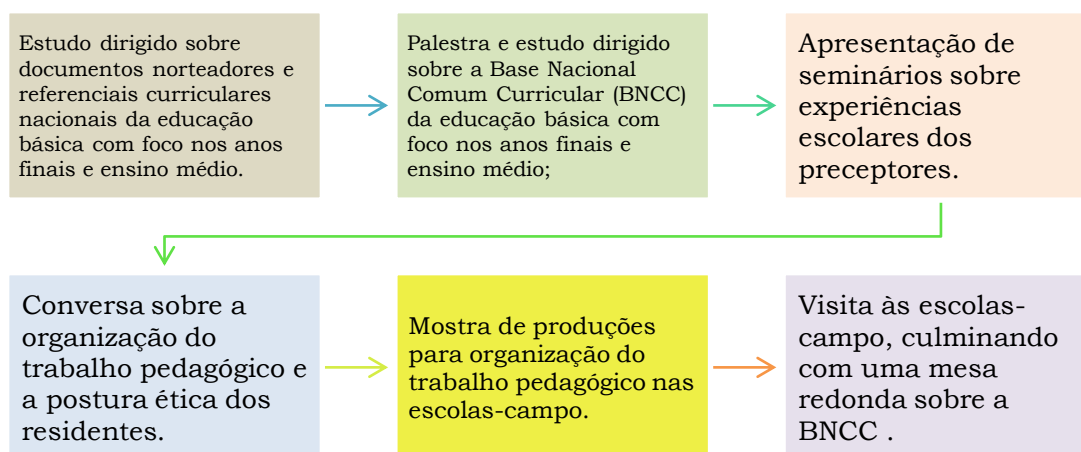 Estudo dirigido sobre
documentos norteadores e
referenciais curriculares
nacionais da educação
básica com foco nos anos
finais e ensino médio.
Palestra e estudo dirigido
sobre a Base Nacional
Comum Curricular (BNCC)
da educação básica com
foco nos anos finais e
ensino médio;
Apresentação de
seminários sobre
experiências
escolares dos
preceptores.
Conversa sobre a
organização do
trabalho pedagógico e
a postura ética dos
residentes.
Mostra de produções
para organização do
trabalho pedagógico nas
escolas-campo.
Visita às escolas-
campo, culminando
com uma mesa
redonda sobre a
BNCC .